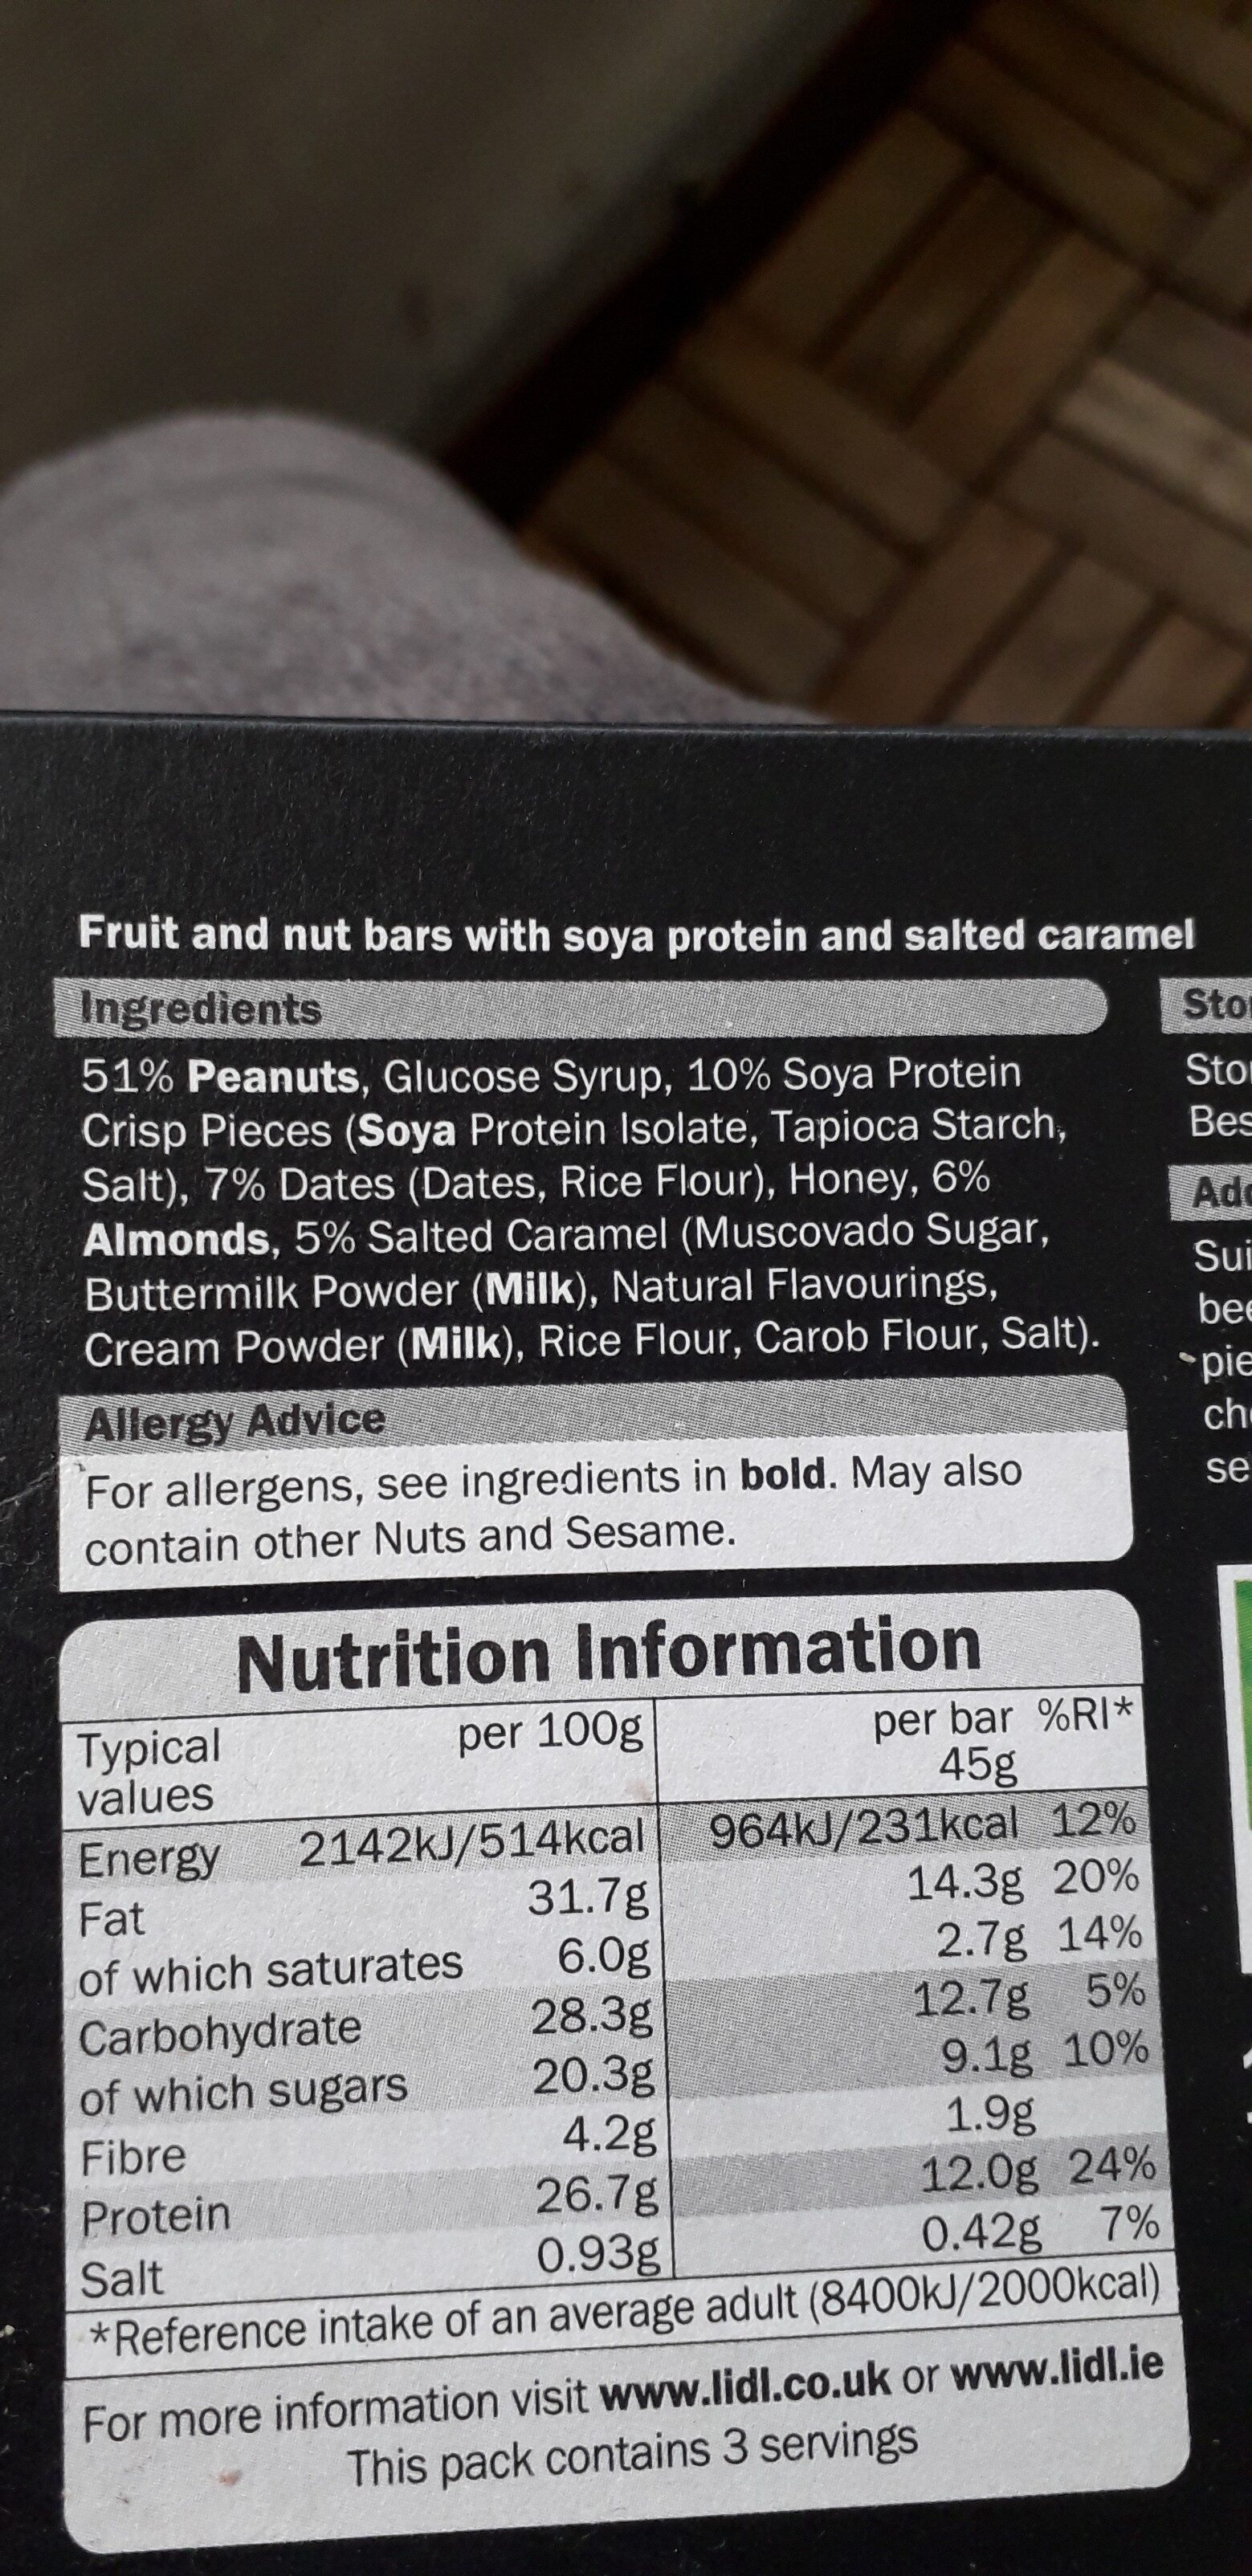 Fruit and nut bars with soya protein and salted caramel
Ingredients
51% Peanuts, Glucose Syrup, 10% Soya Protein
Crisp Pieces (Soya Protein Isolate, Tapioca Starch,
Salt), 7% Dates (Dates, Rice Flour), Honey, 6%
Almonds, 5% Salted Caramel (Muscovado Sugar,
Buttermilk Powder (Milk), Natural Flavourings,
Cream Powder (Milk), Rice Flour, Carob Flour, Salt).
Allergy Advice
For allergens, see ingredients in bold. May also
contain other Nuts and Sesame.
Nutrition Information
Typical values per 100g per bar 45g %RI*
Energy 2142kJ/514kcal 964kJ/231kcal 12%
Fat 31.7g 14.3g 20%
of which saturates 6.0g 2.7g 14%
Carbohydrate 28.3g 12.7g 5%
of which sugars 20.3g 9.1g 10%
Fibre 4.2g 1.9g
Protein 26.7g 12.0g 24%
Salt 0.93g 0.42g 7%
*Reference intake of an average adult (8400kJ/2000kcal)
For more information visit www.lidl.co.uk or www.lidl.ie
This pack contains 3 servings